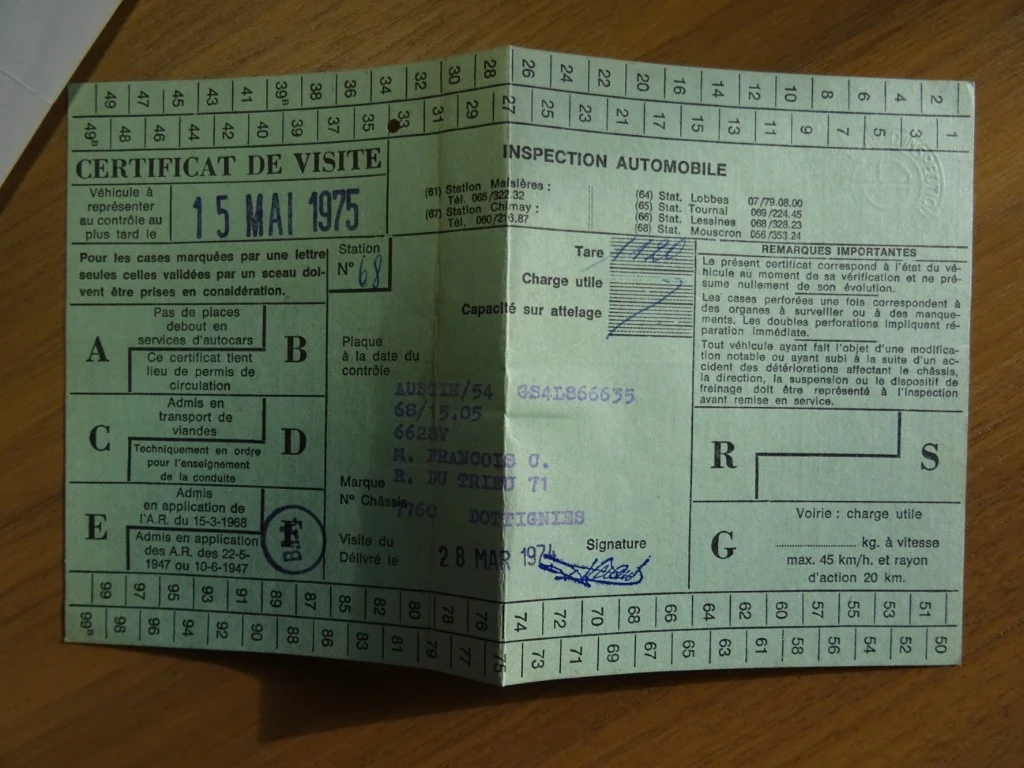 49 47 45 43 41 39B 38 36 34 32 30 28 26 24 22 20 16 14 12 10 8 6 4 2
49B 48 46 44 42 40 39 37 35 33 31 29 27 25 23 21 17 15 13 11 9 7 5 3 1
CERTIFICAT DE VISITE
Véhicule à
représenter
au contrôle au
plus tard le
15 MAI 1975
INSPECTION AUTOMOBILE
(61) Station Maisières :
Tél. 065/322.32
(67) Station Chimay :
Tél. 060/216.87
(64) Stat. Lobbes 07/79.08.00
(65) Stat. Tournai 069/224.45
(66) Stat. Lessines 068/328.23
(68) Stat. Mouscron 056/353.24
Pour les cases marquées par une lettre
seules celles validées par un sceau doi-
vent être prises en considération.
Station
N° 68
A
Pas de places
debout en
services d'autocars
Ce certificat tient
lieu de permis de
circulation
B
C
Admis en
transport de
viandes
Techniquement en ordre
pour l'enseignement
de la conduite
D
E
Admis
en application de
l'A.R. du 15-3-1968
Admis en application
des A.R. des 22-5-
1947 ou 10-6-1947
F
Tare 1120
Charge utile
Capacité sur attelage
Plaque
à la date du
contrôle
AUSTIN/54 GS4L866635
68/15.05
6628V
M. FRANCOIS C.
R. DU TRIEU 71
Marque
N° Châssis
7760 DOTTIGNIES
Visite du
Délivré le
28 MAR 1974
Signature
REMARQUES IMPORTANTES
Le présent certificat correspond à l'état du vé-
hicule au moment de sa vérification et ne pré-
sume nullement de son évolution.
Les cases perforées une fois correspondent à
des organes à surveiller ou à des manque-
ments. Les doubles perforations impliquent ré-
paration immédiate.
Tout véhicule ayant fait l'objet d'une modifica-
tion notable ou ayant subi à la suite d'un ac-
cident des détériorations affectant le châssis,
la direction, la suspension ou le dispositif de
freinage doit être représenté à l'inspection
avant remise en service.
R
S
G
Voirie : charge utile
kg. à vitesse
max. 45 km/h. et rayon
d'action 20 km.
99 97 95 93 91 89 87 85 82 80 78 76 74 72 70 68 66 64 62 60 57 55 53 51
99B 98 96 94 92 90 88 86 83 81 79 77 75 73 71 69 67 65 63 61 58 56 54 52 50